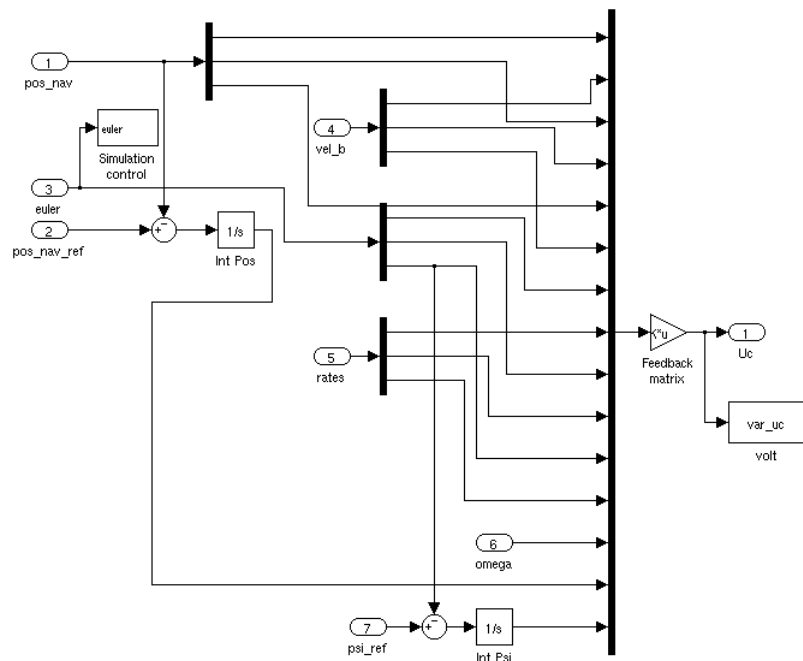 1
pos_nav
euler
Simulation
control
4
vel_b
3
euler
2
pos_nav_ref
+
-
1/s
Int Pos
5
rates
u
Feedback
matrix
1
Uc
var_uc
volt
6
omega
7
psi_ref
+
-
1/s
Int Psi